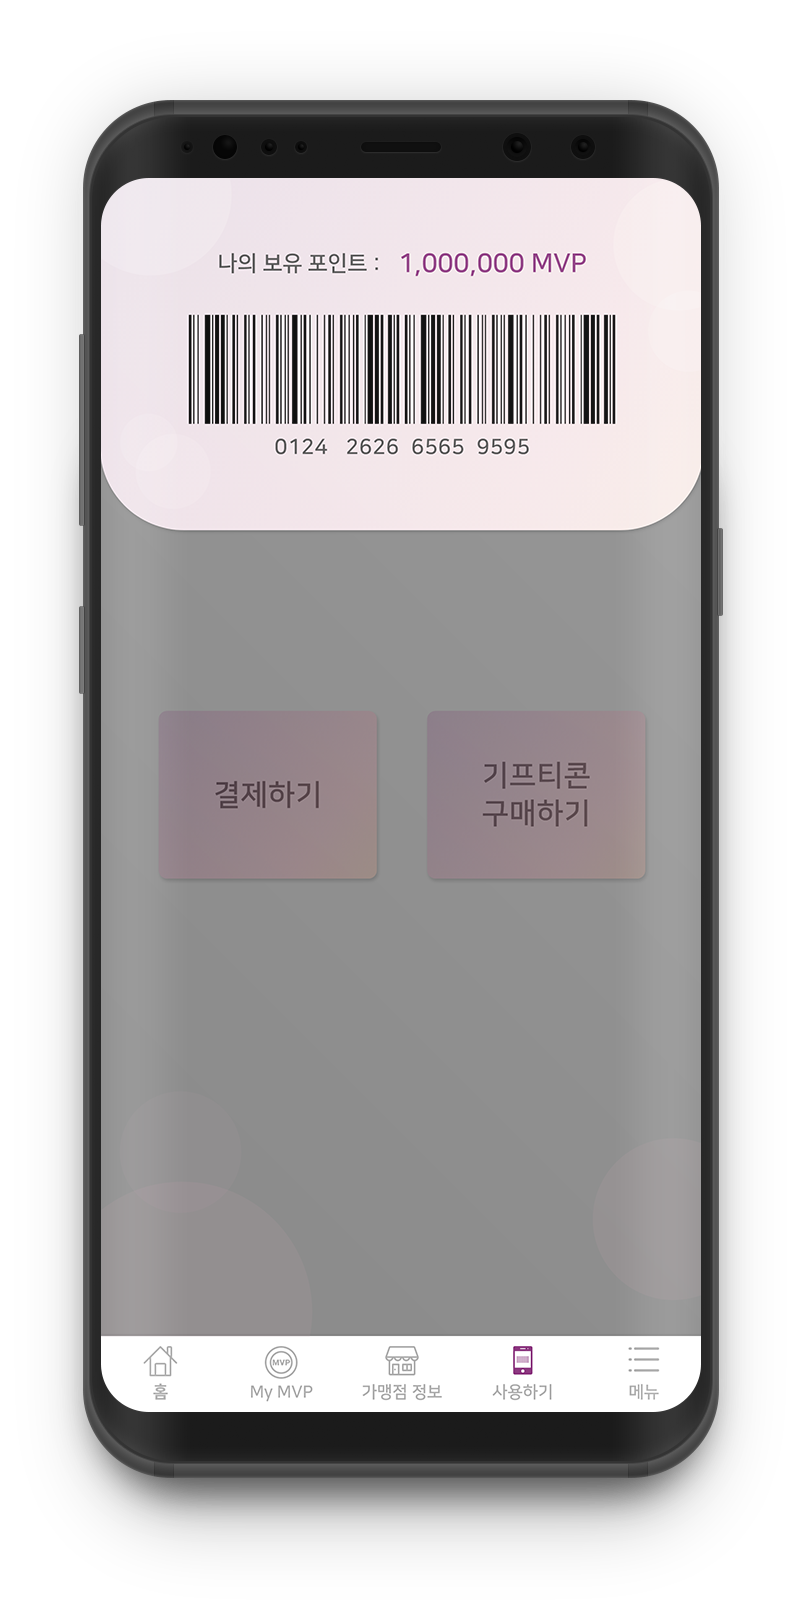 나의 보유 포인트 : 1,000,000 MVP
0124 2626 6565 9595
결제하기
기프티콘
구매하기
MVP
홈
My MVP
가맹점 정보
사용하기
메뉴